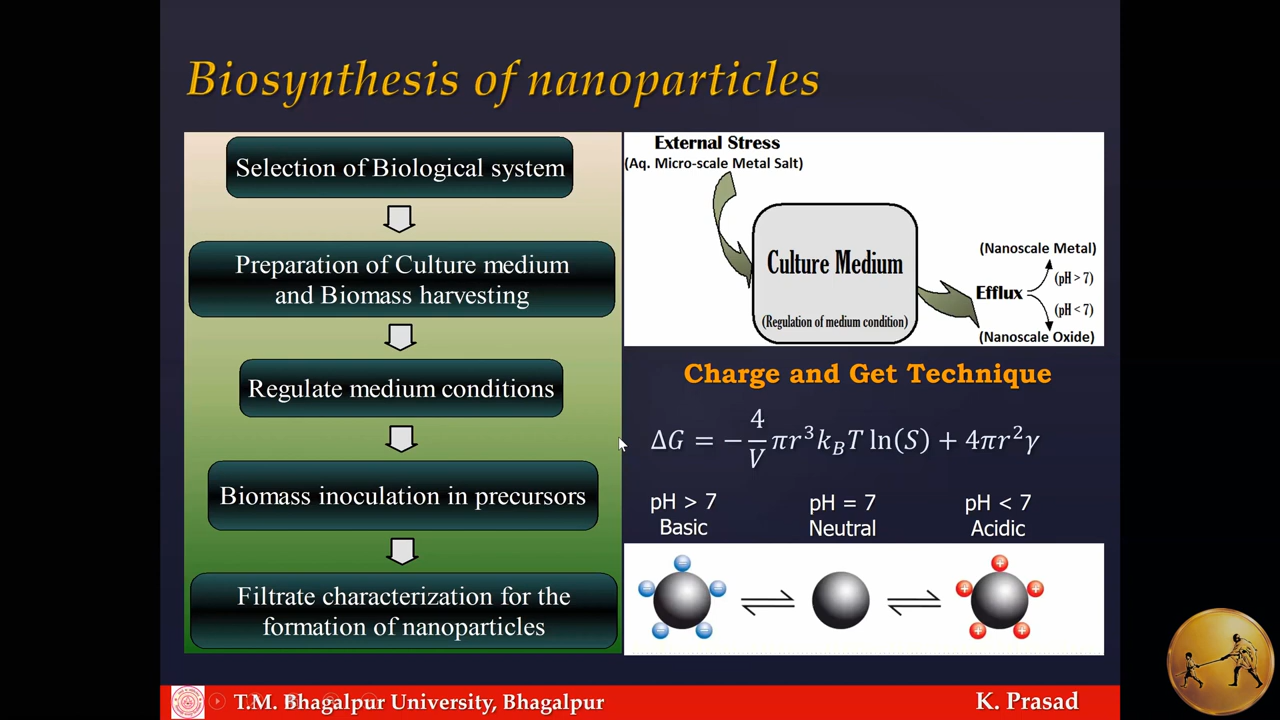 Biosynthesis of nanoparticles
Selection of Biological system
Preparation of Culture medium
and Biomass harvesting
Regulate medium conditions
Biomass inoculation in precursors
Filtrate characterization for the
formation of nanoparticles
External Stress
(Aq. Micro-scale Metal Salt)
Culture Medium
(Regulation of medium condition)
(Nanoscale Metal)
(pH > 7)
Efflux
(pH < 7)
(Nanoscale Oxide)
Charge and Get Technique
ΔG = −4/V πr³k_BT ln(S) + 4πr²γ
pH > 7
Basic
pH = 7
Neutral
pH < 7
Acidic
T.M. Bhagalpur University, Bhagalpur
K. Prasad